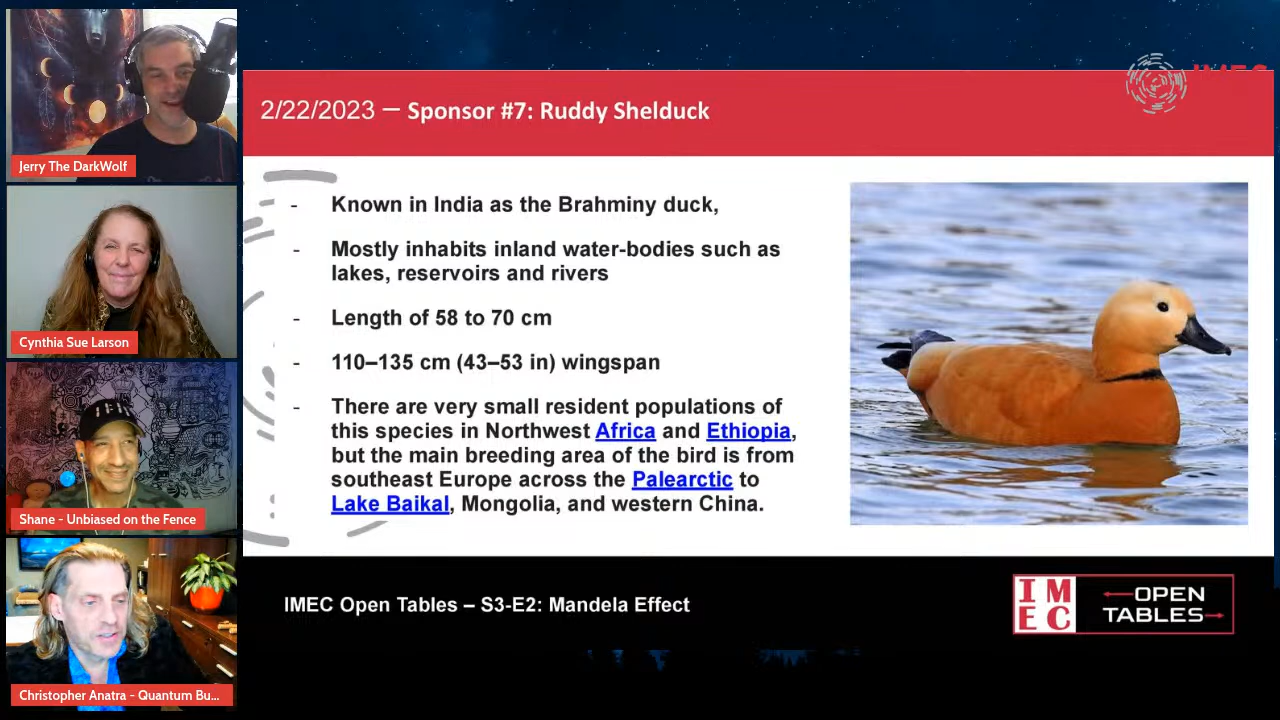 Jerry The DarkWolf
Cynthia Sue Larson
Shane - Unbiased on the Fence
Christopher Anatra - Quantum Bu...
2/22/2023 – Sponsor #7: Ruddy Shelduck
- Known in India as the Brahminy duck,
- Mostly inhabits inland water-bodies such as
lakes, reservoirs and rivers
- Length of 58 to 70 cm
- 110–135 cm (43–53 in) wingspan
- There are very small resident populations of
this species in Northwest Africa and Ethiopia,
but the main breeding area of the bird is from
southeast Europe across the Palearctic to
Lake Baikal, Mongolia, and western China.
IMEC Open Tables – S3-E2: Mandela Effect
IM
EC
OPEN
TABLES